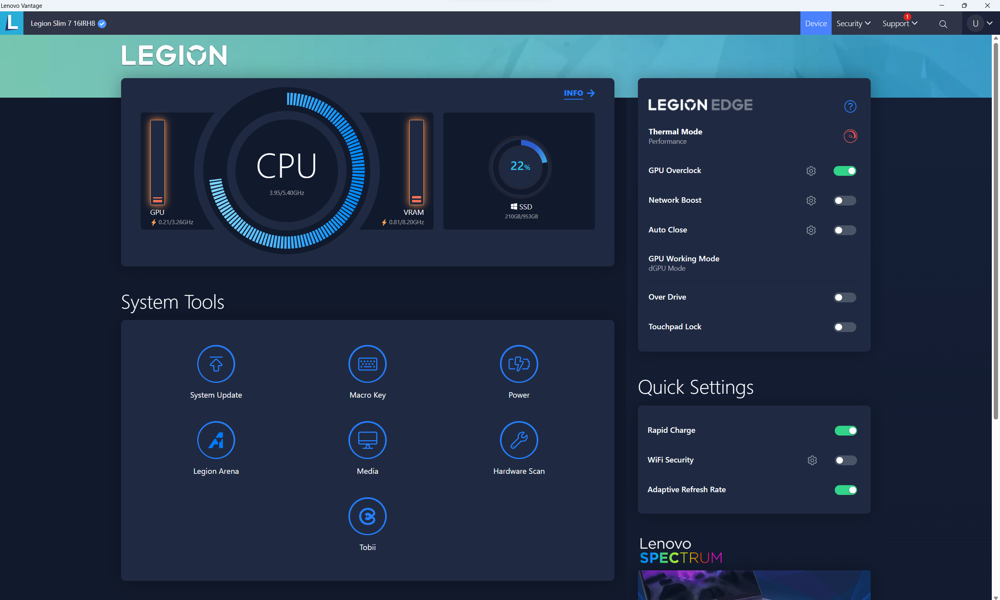 Lenovo Vantage
L
Legion Slim 7 16IRH8
Device
Security
Support
1
U
LEGION
INFO
CPU
3.95/5.40GHz
GPU
0.21/3.26GHz
VRAM
0.81/8.20GHz
22%
SSD
210GB/953GB
LEGION EDGE
?
Thermal Mode
Performance
GPU Overclock
Network Boost
Auto Close
GPU Working Mode
dGPU Mode
Over Drive
Touchpad Lock
System Tools
System Update
Macro Key
Power
Legion Arena
Media
Hardware Scan
Tobii
Quick Settings
Rapid Charge
WiFi Security
Adaptive Refresh Rate
Lenovo
SPECTRUM